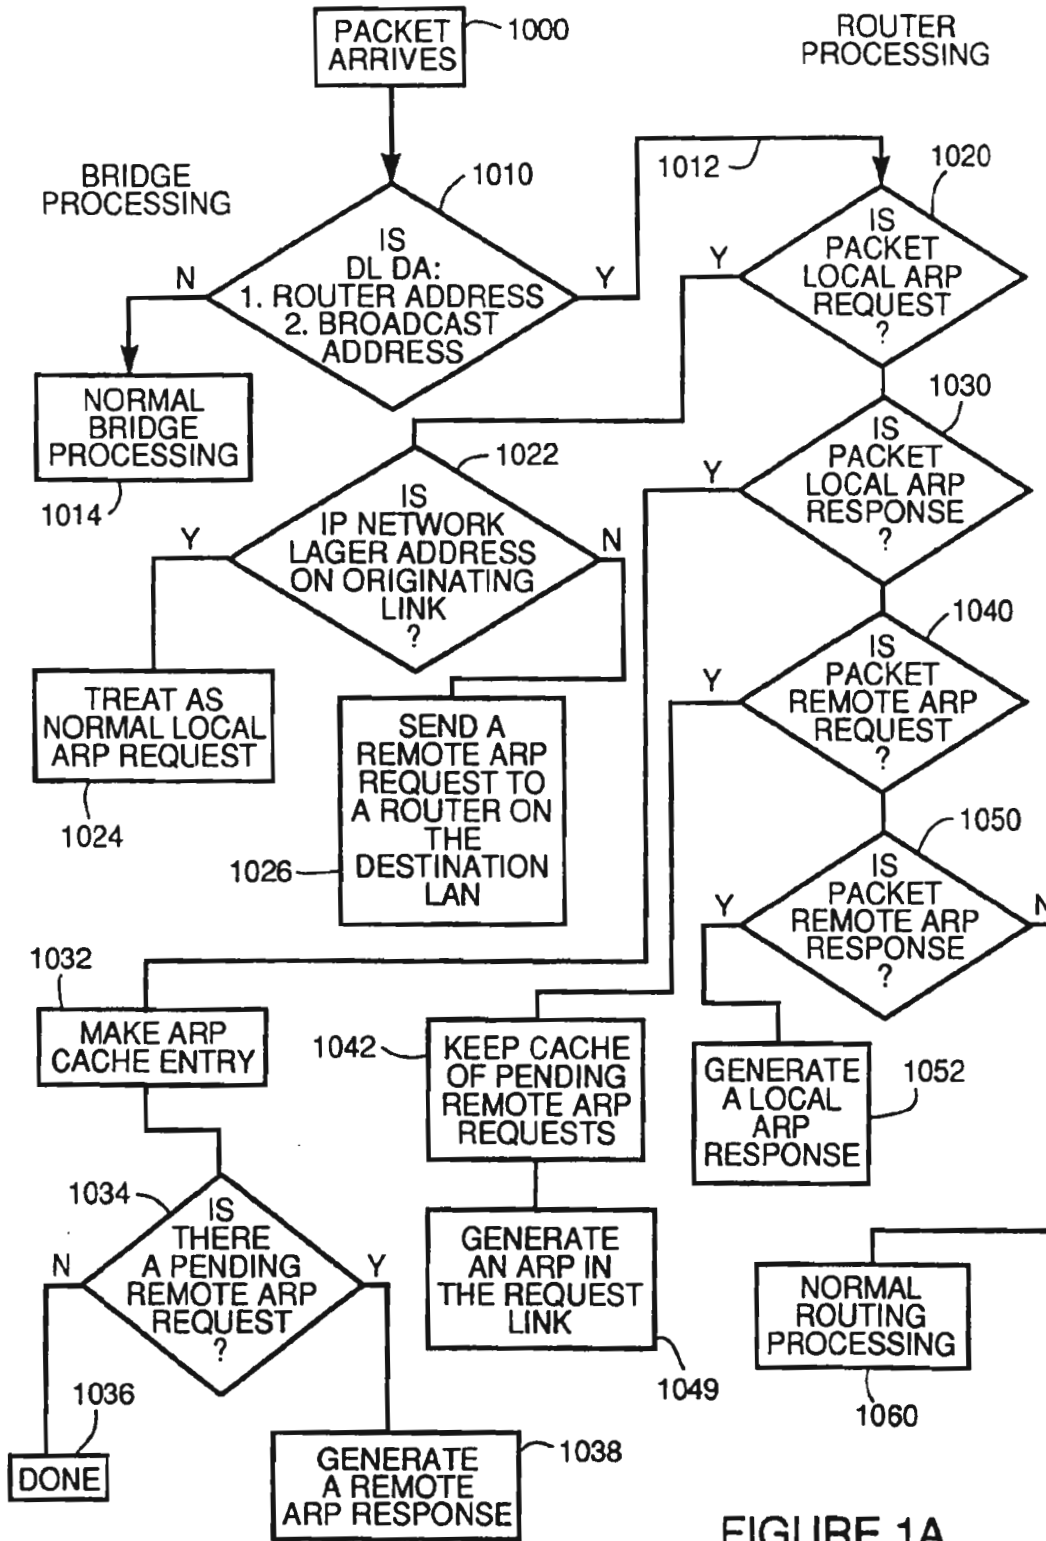 PACKET
ARRIVES
1000
ROUTER
PROCESSING
BRIDGE
PROCESSING
1010
IS
DL DA:
1. ROUTER ADDRESS
2. BROADCAST
ADDRESS
N
Y
1012
1020
IS
PACKET
LOCAL ARP
REQUEST
?
Y
NORMAL
BRIDGE
PROCESSING
1014
1022
IS
IP NETWORK
LAGER ADDRESS
ON ORIGINATING
LINK
?
Y
N
1030
IS
PACKET
LOCAL ARP
RESPONSE
?
Y
TREAT AS
NORMAL LOCAL
ARP REQUEST
1024
SEND A
REMOTE ARP
REQUEST TO
A ROUTER ON
THE
DESTINATION
LAN
1026
1040
IS
PACKET
REMOTE ARP
REQUEST
?
Y
1050
IS
PACKET
REMOTE ARP
RESPONSE
?
Y
N
1032
MAKE ARP
CACHE ENTRY
1042
KEEP CACHE
OF PENDING
REMOTE ARP
REQUESTS
GENERATE
A LOCAL
ARP
RESPONSE
1052
1034
IS
THERE
A PENDING
REMOTE ARP
REQUEST
?
N
Y
GENERATE
AN ARP IN
THE REQUEST
LINK
1049
NORMAL
ROUTING
PROCESSING
1060
1036
DONE
GENERATE
A REMOTE
ARP RESPONSE
1038
FIGURE 1A